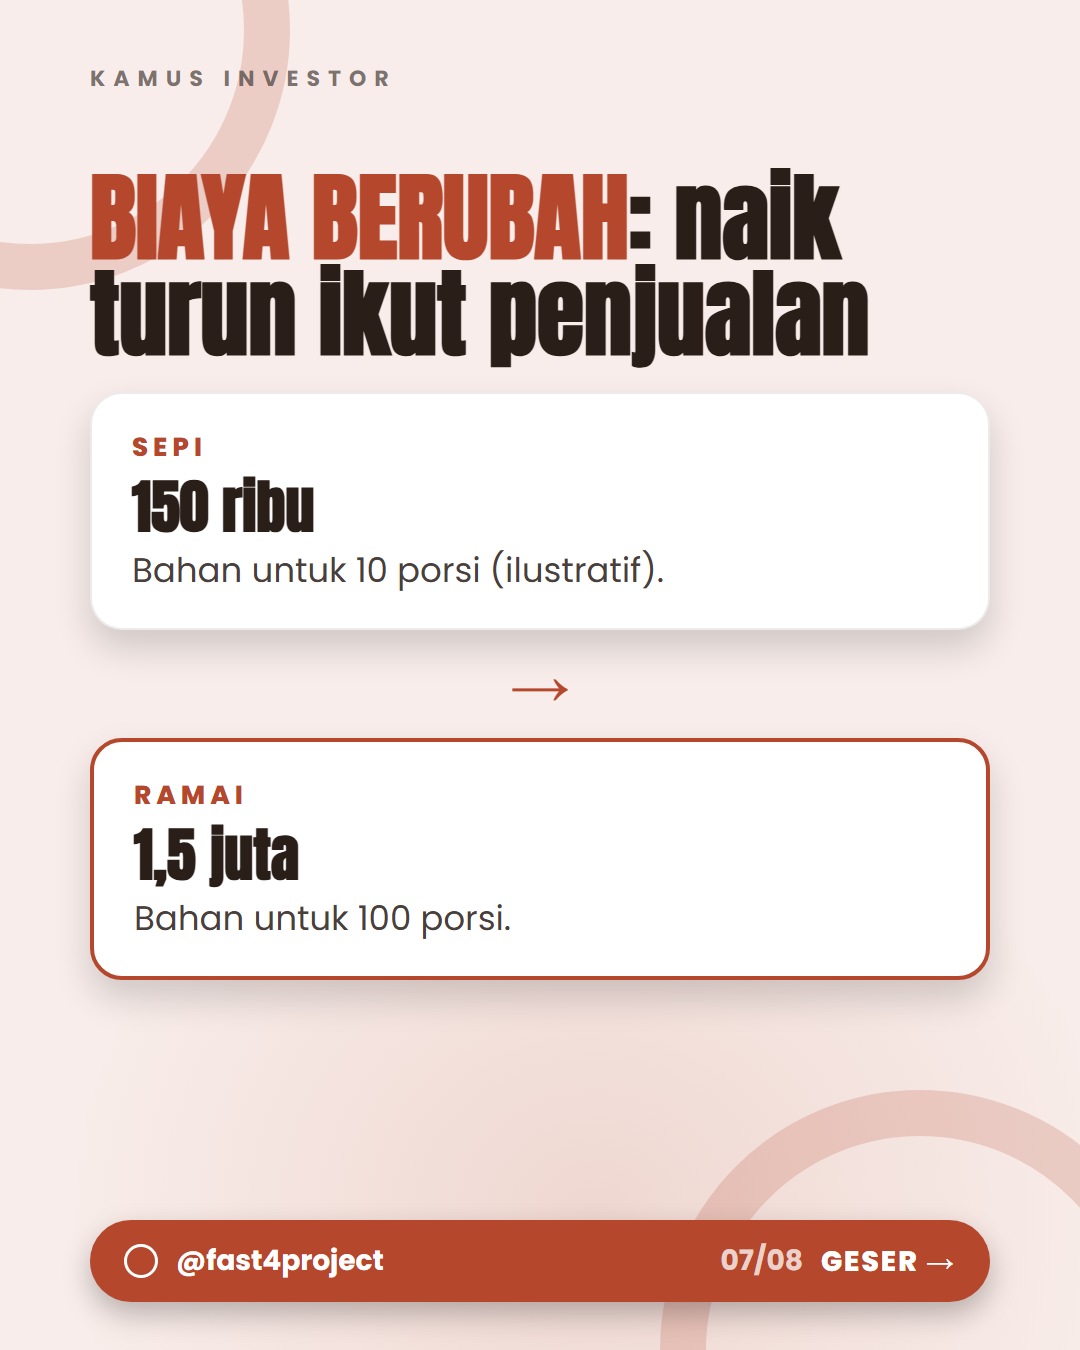 KAMUS INVESTOR
BIAYA BERUBAH: naik
turun ikut penjualan
SEPI
150 ribu
Bahan untuk 10 porsi (ilustratif).
→
RAMAI
1,5 juta
Bahan untuk 100 porsi.
@fast4project 07/08 GESER →